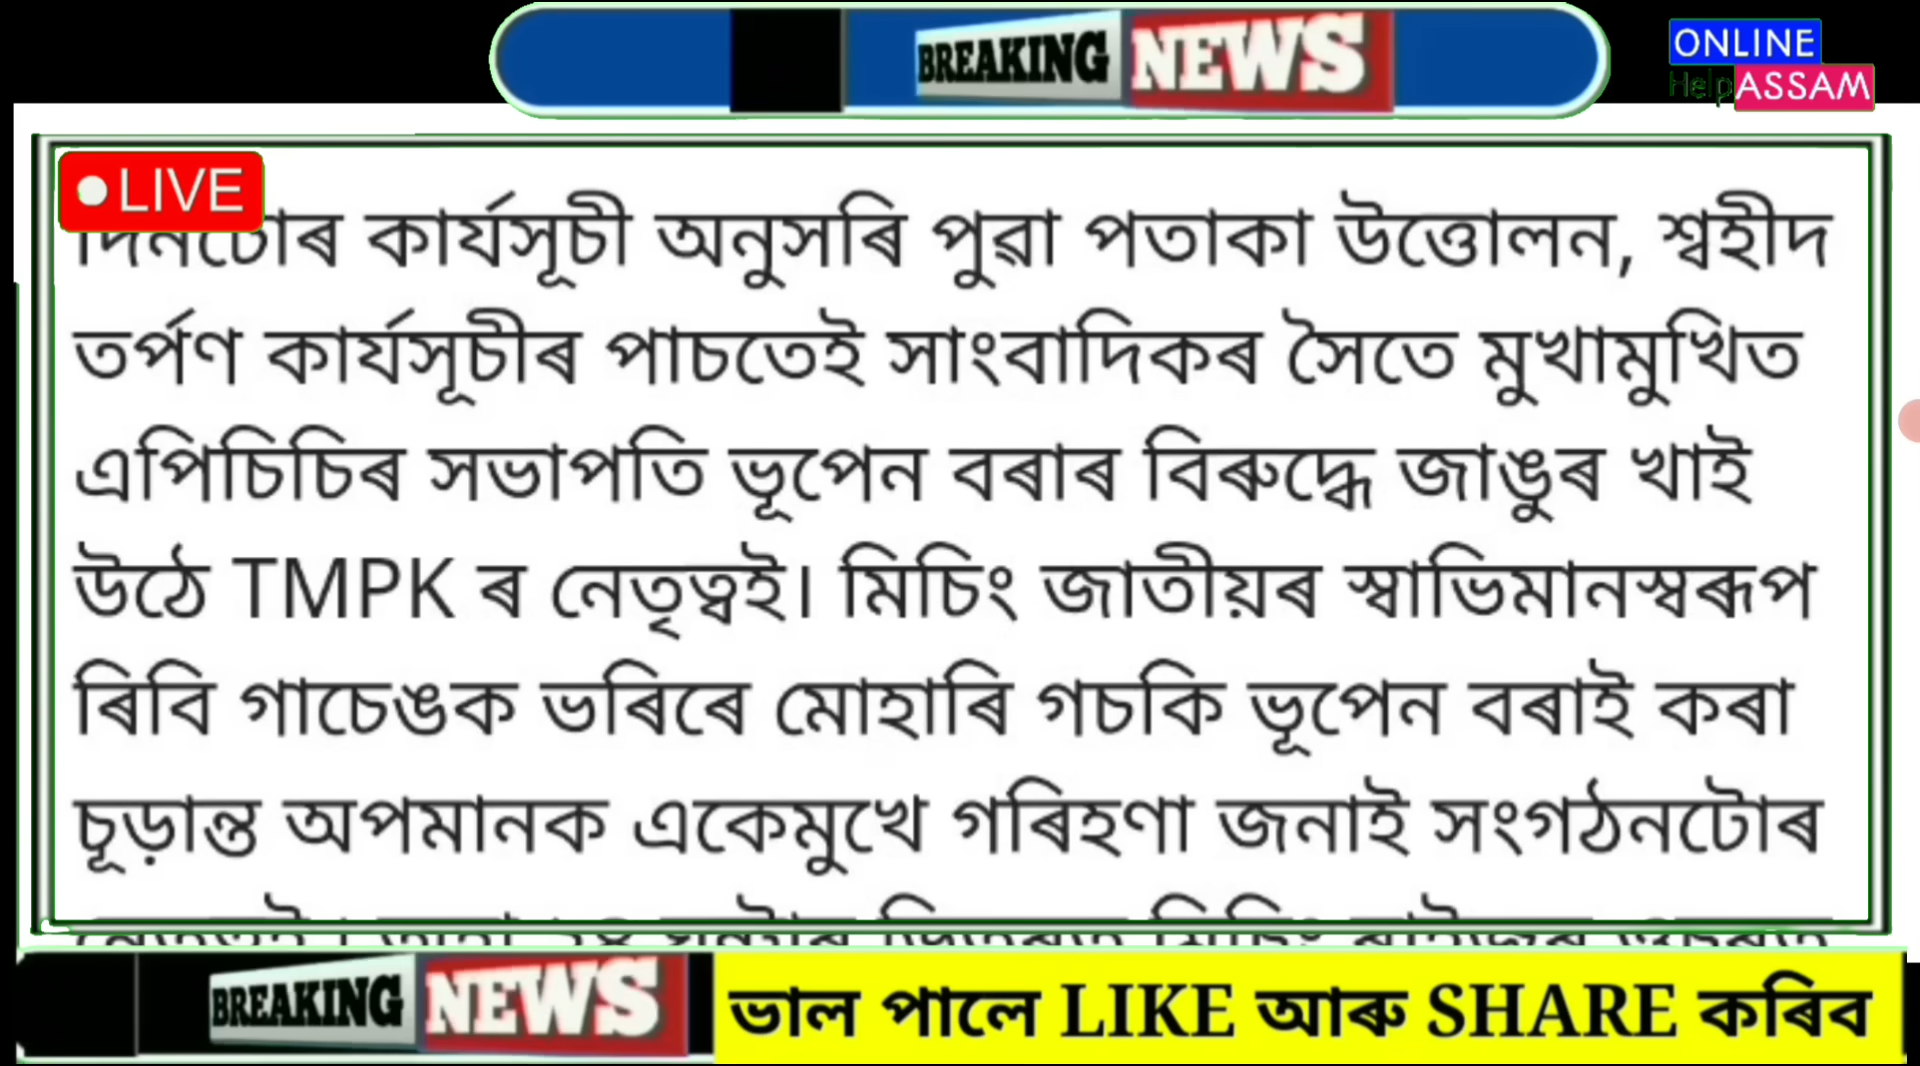 BREAKING NEWS
ONLINE
Help ASSAM
LIVE
দিনটোৰ কাৰ্যসূচী অনুসৰি পুৱা পতাকা উত্তোলন, শ্বহীদ
তৰ্পণ কাৰ্যসূচীৰ পাচতেই সাংবাদিকৰ সৈতে মুখামুখিত
এপিচিচিৰ সভাপতি ভূপেন বৰাৰ বিৰুদ্ধে জাঙুৰ খাই
উঠে TMPK ৰ নেতৃত্বই। মিচিং জাতীয়ৰ স্বাভিমানস্বৰূপ
ৰিবি গাচেঙক ভৰিৰে মোহাৰি গচকি ভূপেন বৰাই কৰা
চূড়ান্ত অপমানক একেমুখে গৰিহণা জনাই সংগঠনটোৰ
BREAKING NEWS ভাল পালে LIKE আৰু SHARE কৰিব